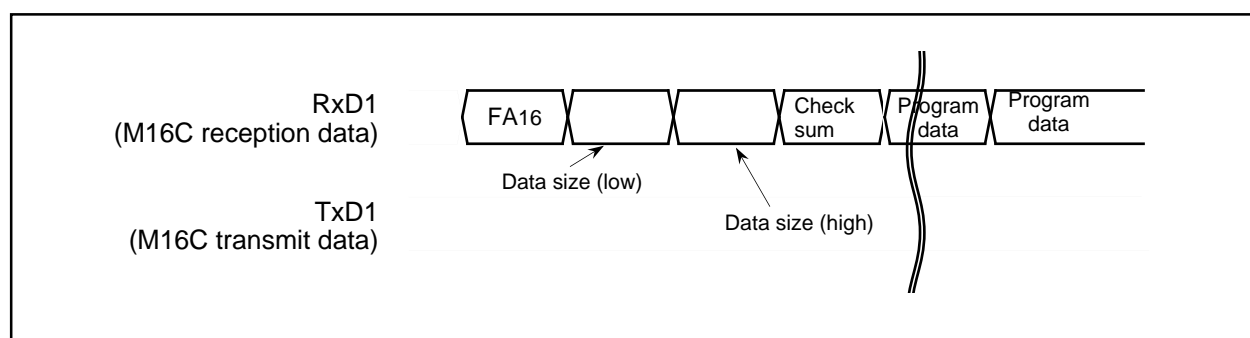 RxD1
(M16C reception data)
FA16
Check
sum
Program
data
Program
data
Data size (low)
Data size (high)
TxD1
(M16C transmit data)